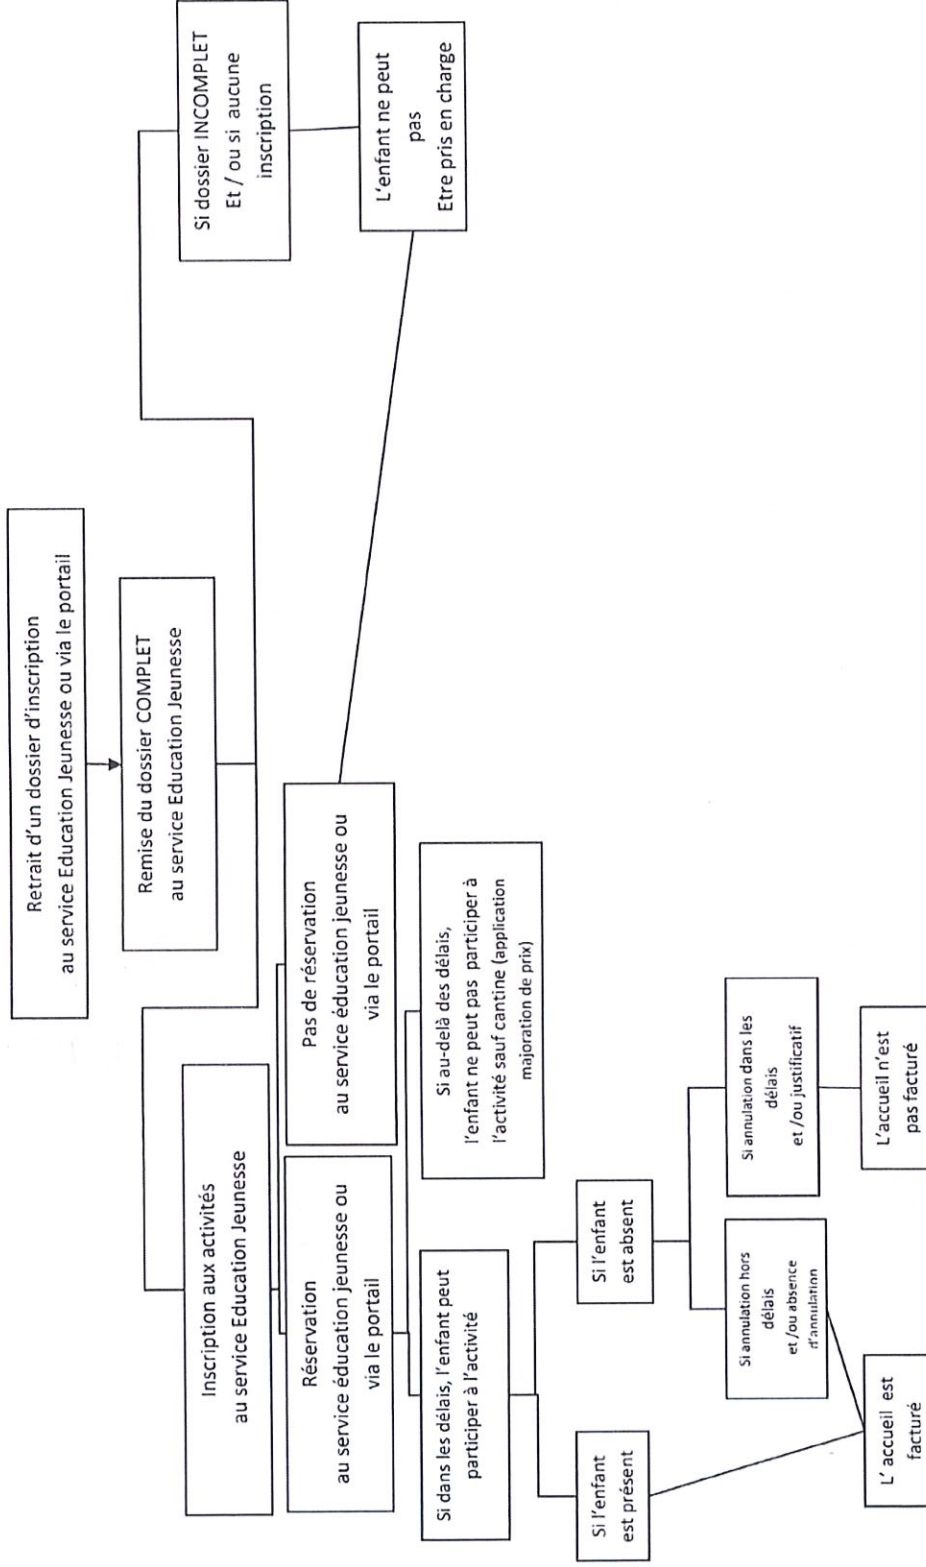 Retrait d'un dossier d'inscription
au service Education Jeunesse ou via le portail
Remise du dossier COMPLET
au service Education Jeunesse
Inscription aux activités
au service Education Jeunesse
Si dossier INCOMPLET
Et / ou si aucune
inscription
Réservation
au service éducation jeunesse ou
via le portail
Pas de réservation
au service éducation jeunesse ou
via le portail
L'enfant ne peut
pas
Etre pris en charge
Si dans les délais, l'enfant peut
participer à l'activité
Si au-delà des délais,
l'enfant ne peut pas participer à
l'activité sauf cantine (application
majoration de prix)
Si l'enfant
est présent
Si l'enfant
est absent
Si annulation hors
délais
et /ou absence
d'annulation
Si annulation dans les
délais
et /ou justificatif
L' accueil est
facturé
L'accueil n'est
pas facturé